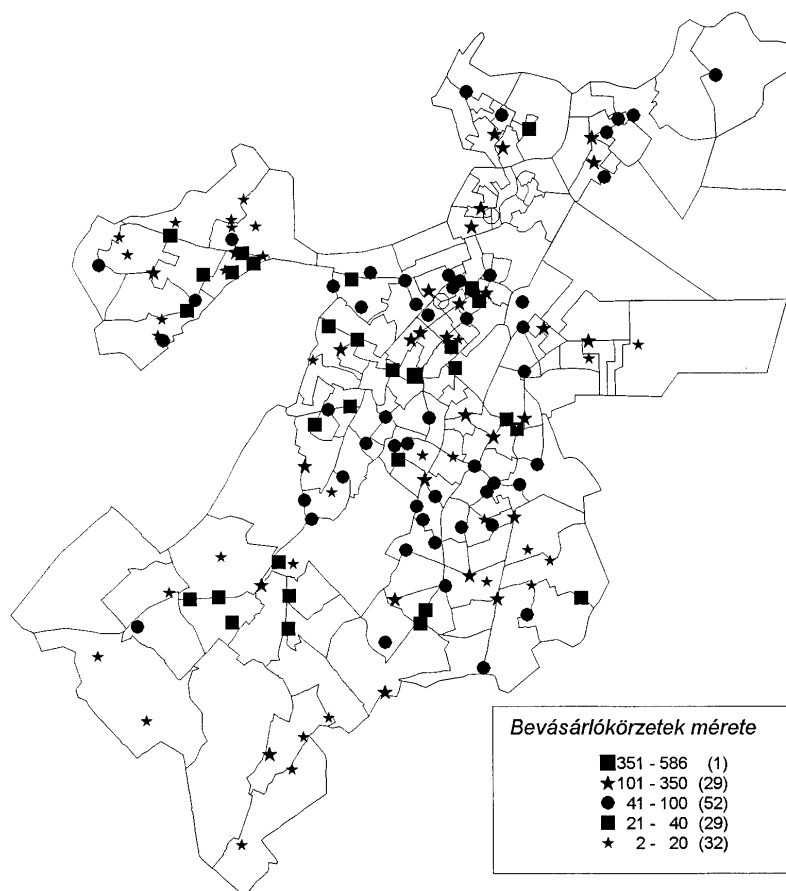 Bevásárlókörzetek mérete
351 - 586 (1)
101 - 350 (29)
41 - 100 (52)
21 - 40 (29)
2 - 20 (32)